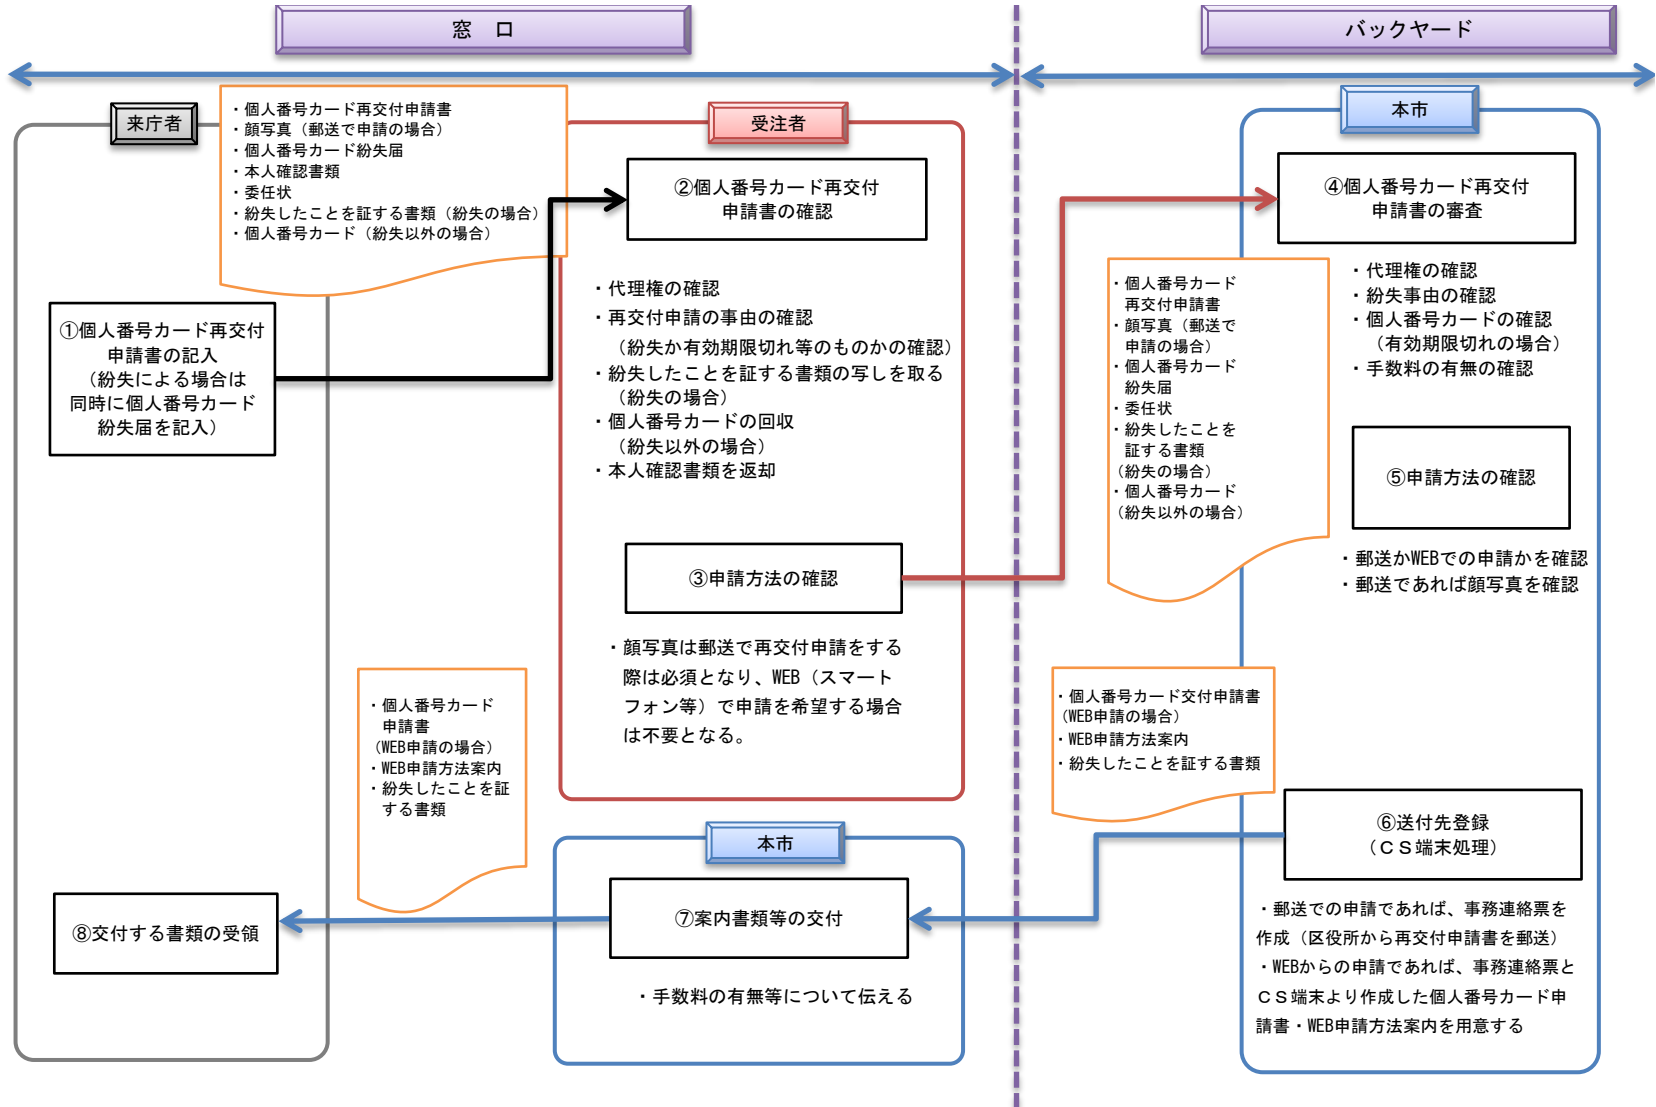 窓　口
バックヤード
来庁者
・個人番号カード再交付申請書
・顔写真（郵送で申請の場合）
・個人番号カード紛失届
・本人確認書類
・委任状
・紛失したことを証する書類（紛失の場合）
・個人番号カード（紛失以外の場合）
受注者
本市
①個人番号カード再交付
申請書の記入
（紛失による場合は
同時に個人番号カード
紛失届を記入）
②個人番号カード再交付
申請書の確認
・代理権の確認
・再交付申請の事由の確認
（紛失か有効期限切れ等のものかの確認）
・紛失したことを証する書類の写しを取る
（紛失の場合）
・個人番号カードの回収
（紛失以外の場合）
・本人確認書類を返却
③申請方法の確認
・顔写真は郵送で再交付申請をする
際は必須となり、WEB（スマート
フォン等）で申請を希望する場合
は不要となる。
・個人番号カード
再交付申請書
・顔写真（郵送で
申請の場合）
・個人番号カード
紛失届
・委任状
・紛失したことを
証する書類
（紛失の場合）
・個人番号カード
（紛失以外の場合）
④個人番号カード再交付
申請書の審査
・代理権の確認
・紛失事由の確認
・個人番号カードの確認
（有効期限切れの場合）
・手数料の有無の確認
⑤申請方法の確認
・郵送かWEBでの申請かを確認
・郵送であれば顔写真を確認
・個人番号カード交付申請書
（WEB申請の場合）
・WEB申請方法案内
・紛失したことを証する書類
⑥送付先登録
（ＣＳ端末処理）
・郵送での申請であれば、事務連絡票を
作成（区役所から再交付申請書を郵送）
・WEBからの申請であれば、事務連絡票と
ＣＳ端末より作成した個人番号カード申
請書・WEB申請方法案内を用意する
本市
⑦案内書類等の交付
・手数料の有無等について伝える
・個人番号カード
申請書
（WEB申請の場合）
・WEB申請方法案内
・紛失したことを証
する書類
⑧交付する書類の受領